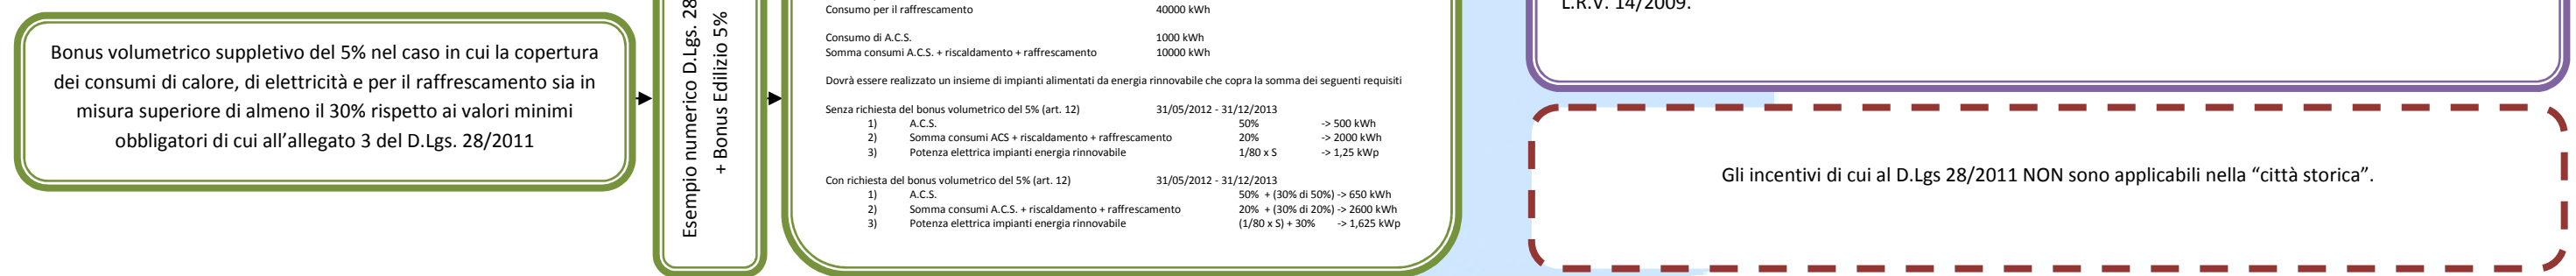 Bonus volumetrico suppletivo del 5% nel caso in cui la copertura
dei consumi di calore, di elettricità e per il raffrescamento sia in
misura superiore di almeno il 30% rispetto ai valori minimi
obbligatori di cui all’allegato 3 del D.Lgs. 28/2011
Esempio numerico D.Lgs. 28
+ Bonus Edilizio 5%
Consumo per il raffrescamento 40000 kWh
Consumo di A.C.S. 1000 kWh
Somma consumi A.C.S. + riscaldamento + raffrescamento 10000 kWh
Dovrà essere realizzato un insieme di impianti alimentati da energia rinnovabile che copra la somma dei seguenti requisiti
Senza richiesta del bonus volumetrico del 5% (art. 12) 31/05/2012 - 31/12/2013
1) A.C.S. 50% -> 500 kWh
2) Somma consumi ACS + riscaldamento + raffrescamento 20% -> 2000 kWh
3) Potenza elettrica impianti energia rinnovabile 1/80 x S -> 1,25 kWp
Con richiesta del bonus volumetrico del 5% (art. 12) 31/05/2012 - 31/12/2013
1) A.C.S. 50% + (30% di 50%) -> 650 kWh
2) Somma consumi A.C.S. + riscaldamento + raffrescamento 20% + (30% di 20%) -> 2600 kWh
3) Potenza elettrica impianti energia rinnovabile (1/80 x S) + 30% -> 1,625 kWp
L.R.V. 14/2009.
Gli incentivi di cui al D.Lgs 28/2011 NON sono applicabili nella “città storica”.